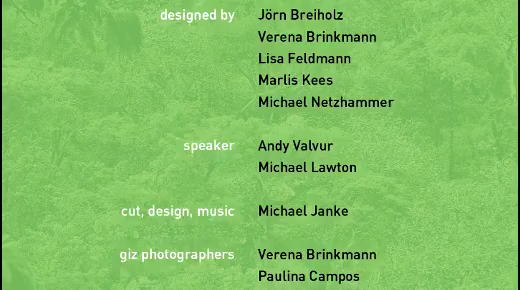 designed by Jörn Breiholz
Verena Brinkmann
Lisa Feldmann
Marlis Kees
Michael Netzhammer
speaker Andy Valvur
Michael Lawton
cut, design, music Michael Janke
giz photographers Verena Brinkmann
Paulina Campos